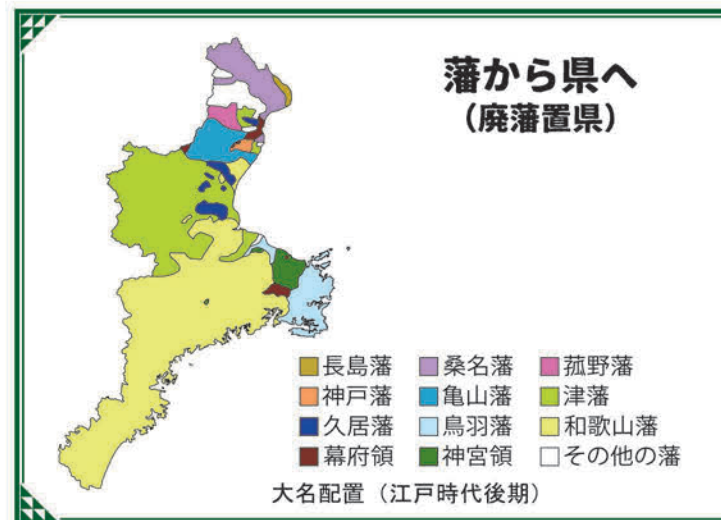 藩から県へ
（廃藩置県）
長島藩 桑名藩 菰野藩
神戸藩 亀山藩 津藩
久居藩 鳥羽藩 和歌山藩
幕府領 神宮領 その他の藩
大名配置（江戸時代後期）